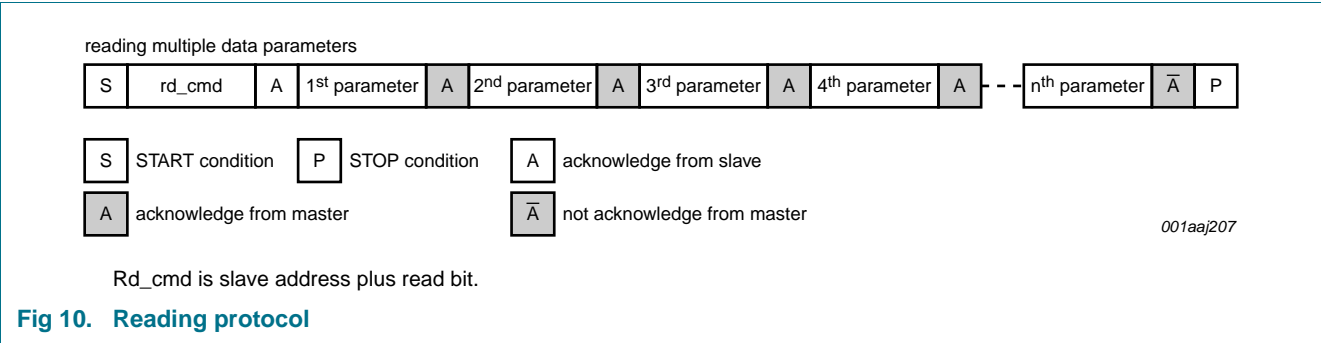 reading multiple data parameters
S rd_cmd A 1st parameter A 2nd parameter A 3rd parameter A 4th parameter A nth parameter A̅ P
S START condition P STOP condition A acknowledge from slave
A acknowledge from master A̅ not acknowledge from master
001aaj207
Rd_cmd is slave address plus read bit.
Fig 10. Reading protocol